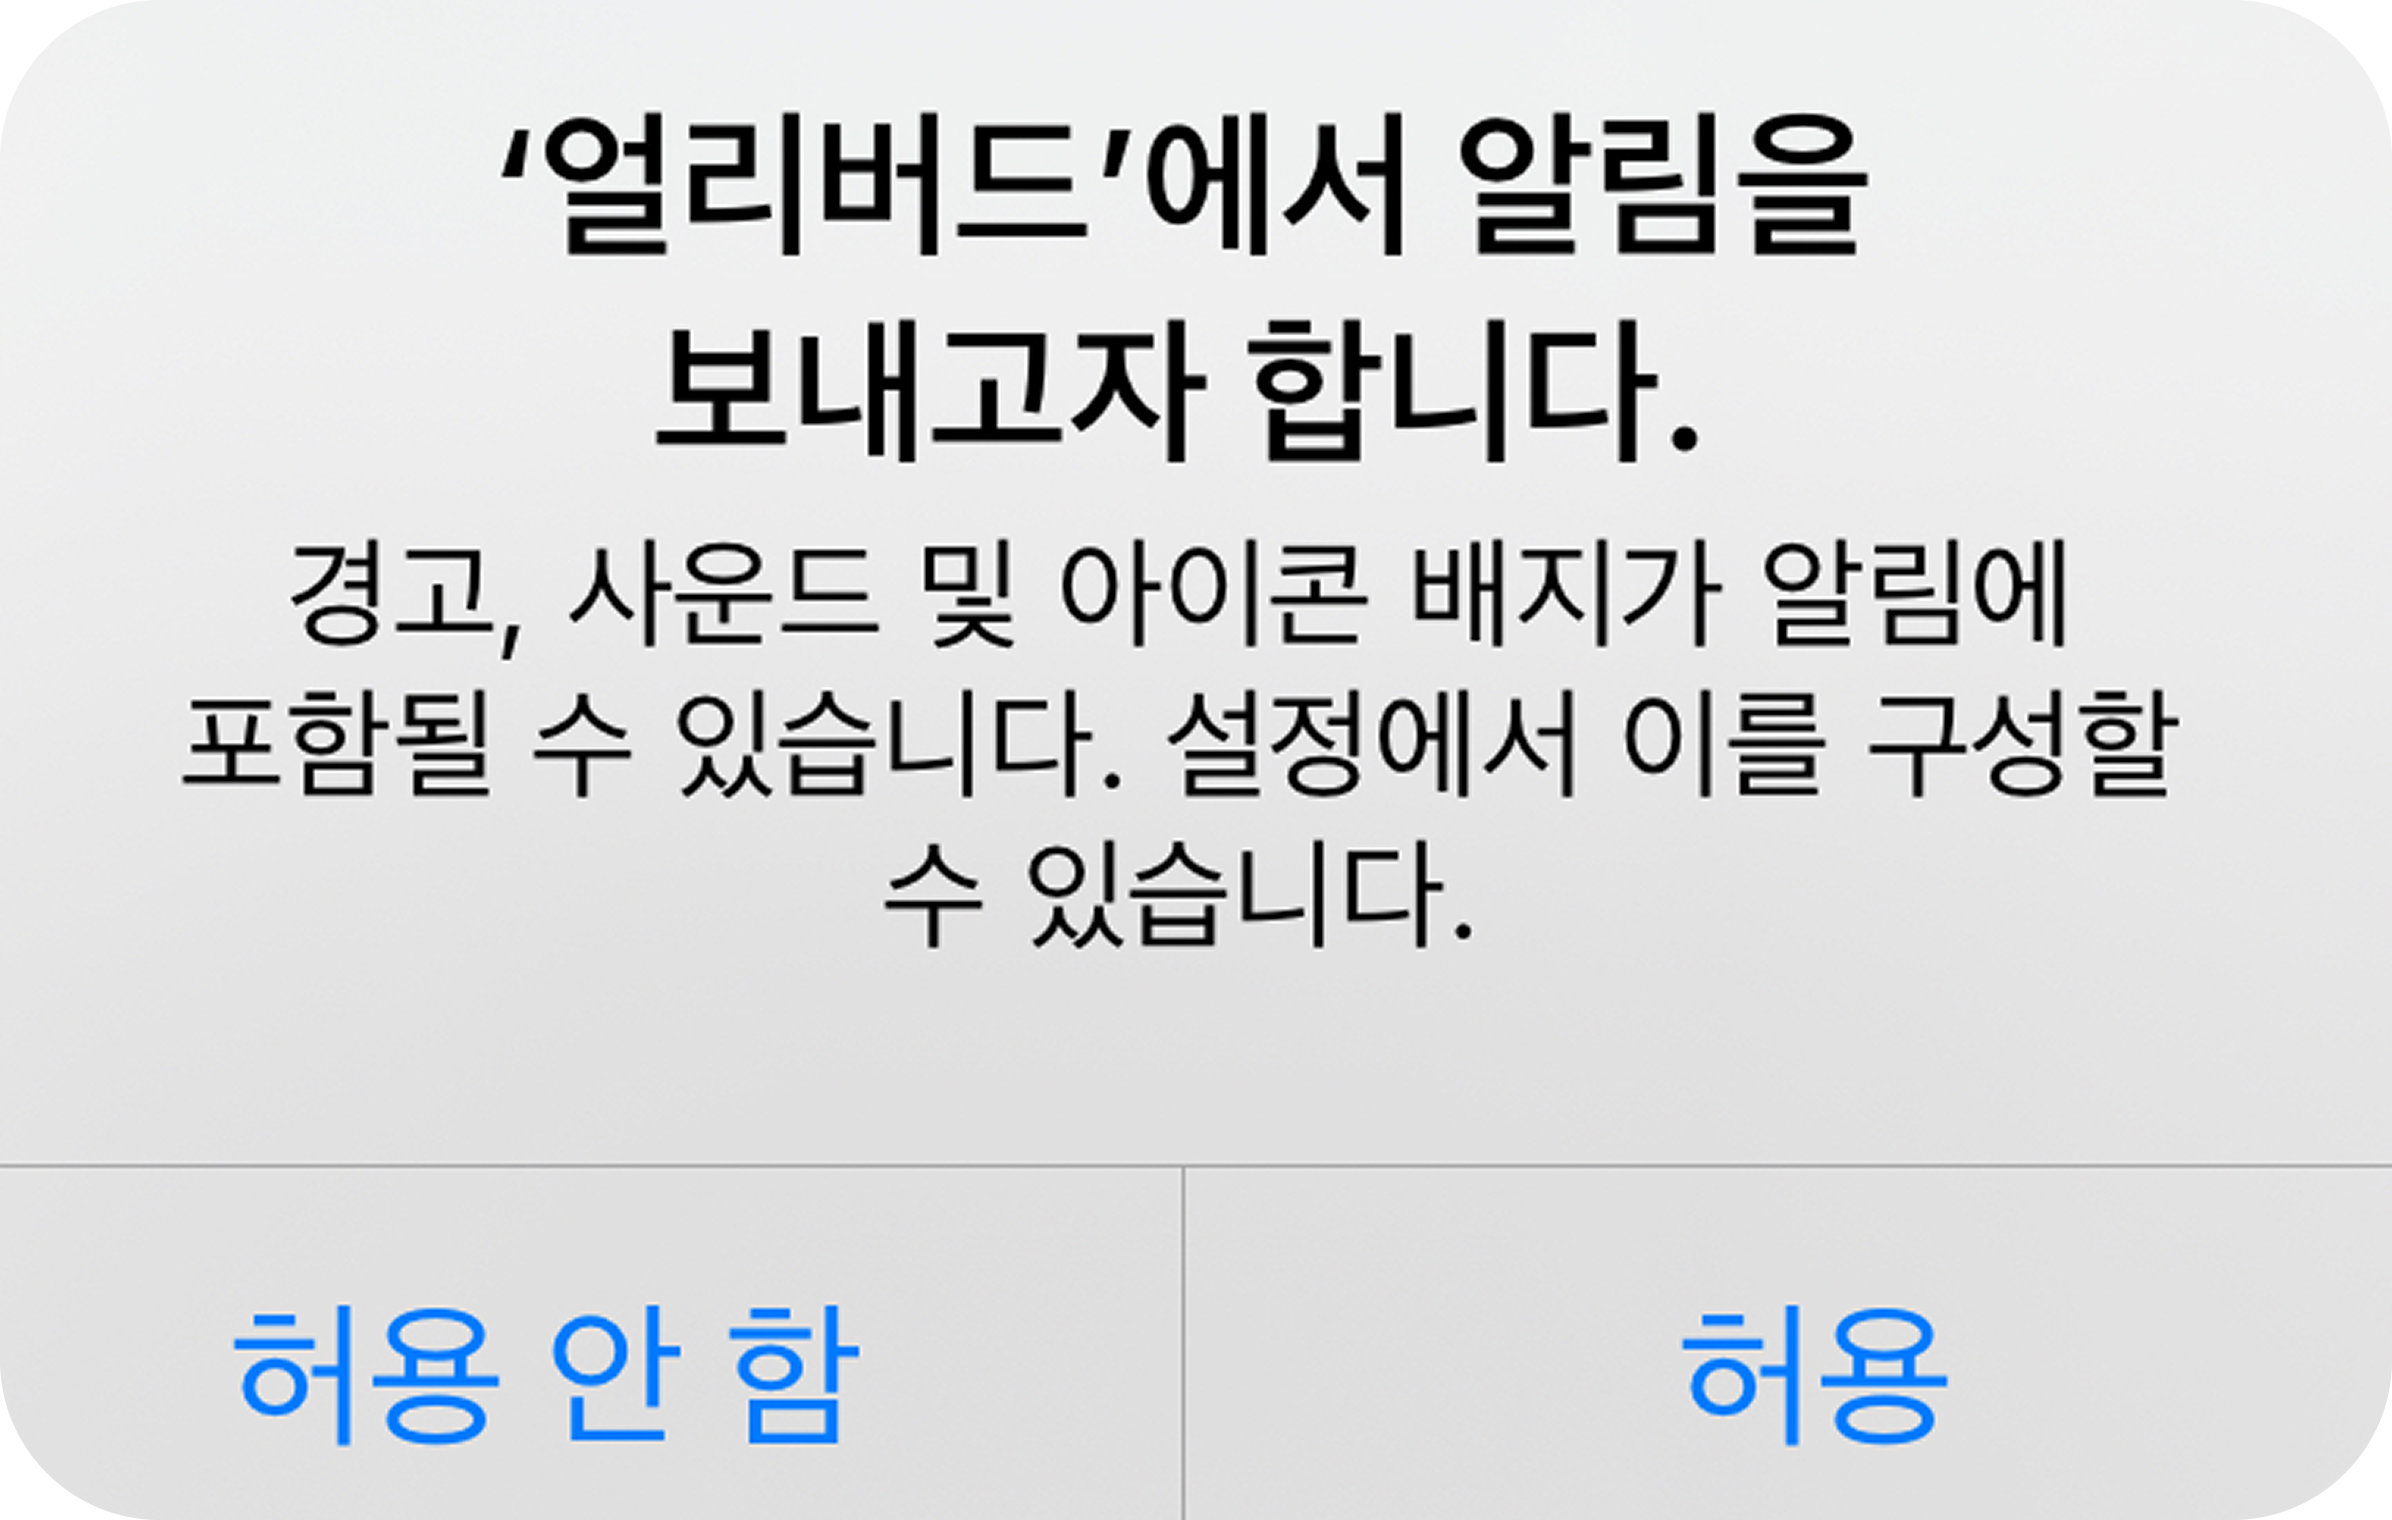 ‘얼리버드’에서 알림을
보내고자 합니다.
경고, 사운드 및 아이콘 배지가 알림에
포함될 수 있습니다. 설정에서 이를 구성할
수 있습니다.
허용 안 함
허용